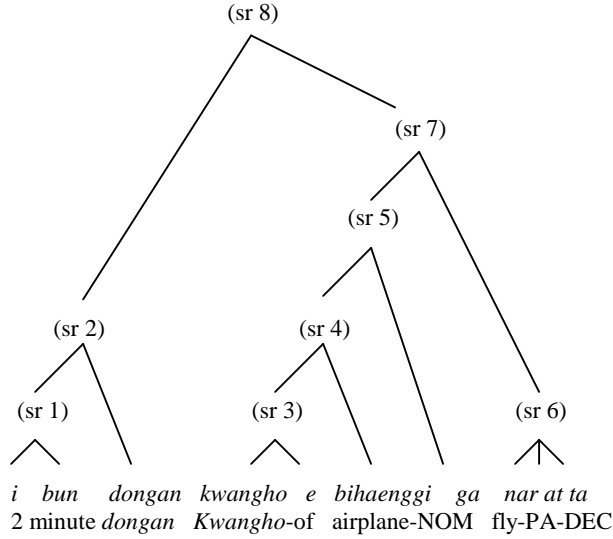 (sr 8)
(sr 7)
(sr 5)
(sr 2) (sr 4)
(sr 1) (sr 3) (sr 6)
i bun dongan kwangho e bihaenggi ga nar at ta
2 minute dongan Kwangho-of airplane-NOM fly-PA-DEC